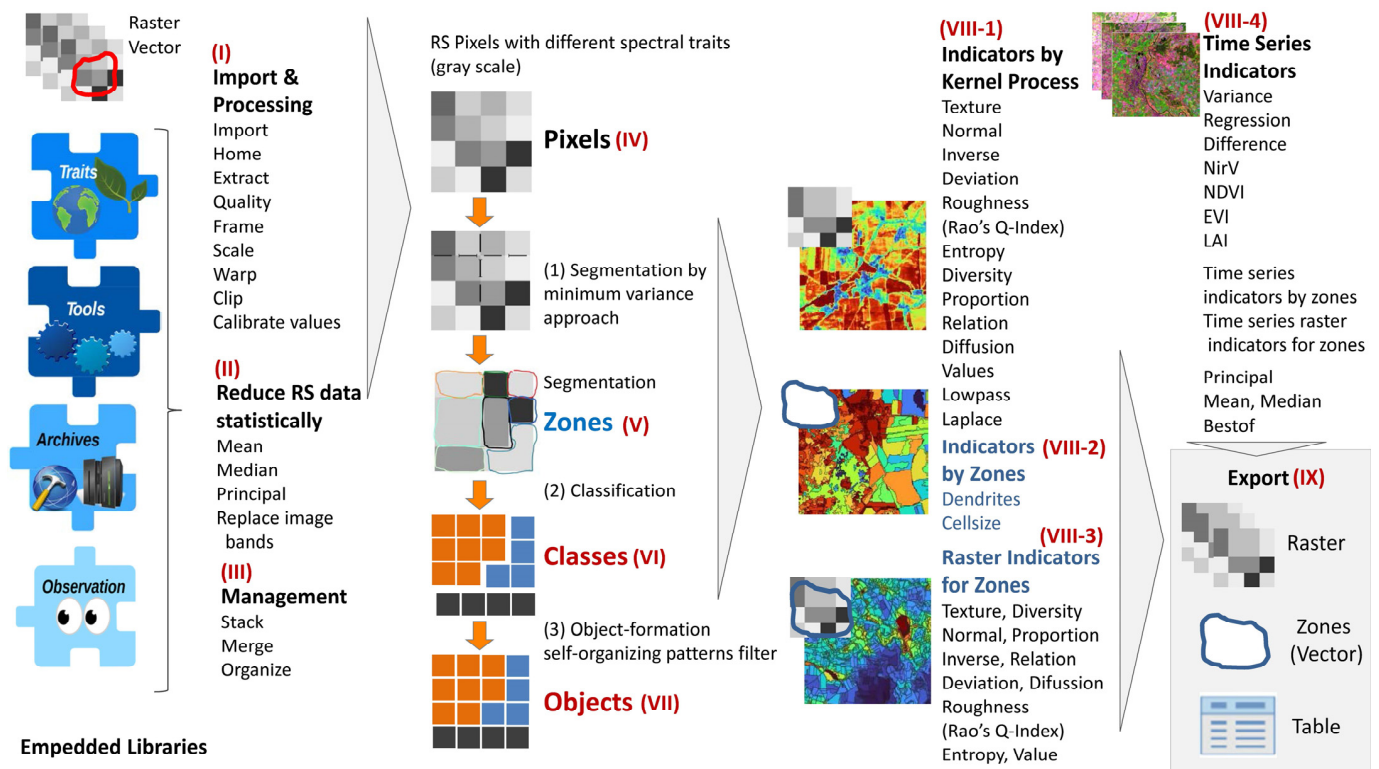 Raster
Vector
Traits
Tools
Archives
Observation
Empedded Libraries
(I)
Import &
Processing
Import
Home
Extract
Quality
Frame
Scale
Warp
Clip
Calibrate values
(II)
Reduce RS data
statistically
Mean
Median
Principal
Replace image
bands
(III)
Management
Stack
Merge
Organize
RS Pixels with different spectral traits
(gray scale)
Pixels (IV)
(1) Segmentation by
minimum variance
approach
Segmentation
Zones (V)
(2) Classification
Classes (VI)
(3) Object-formation
self-organizing patterns filter
Objects (VII)
(VIII-1)
Indicators by
Kernel Process
Texture
Normal
Inverse
Deviation
Roughness
(Rao's Q-Index)
Entropy
Diversity
Proportion
Relation
Diffusion
Values
Lowpass
Laplace
Indicators (VIII-2)
by Zones
Dendrites
Cellsize
(VIII-3)
Raster Indicators
for Zones
Texture, Diversity
Normal, Proportion
Inverse, Relation
Deviation, Difussion
Roughness
(Rao's Q-Index)
Entropy, Value
(VIII-4)
Time Series
Indicators
Variance
Regression
Difference
NirV
NDVI
EVI
LAI
Time series
indicators by zones
Time series raster
indicators for zones
Principal
Mean, Median
Bestof
Export (IX)
Raster
Zones
(Vector)
Table